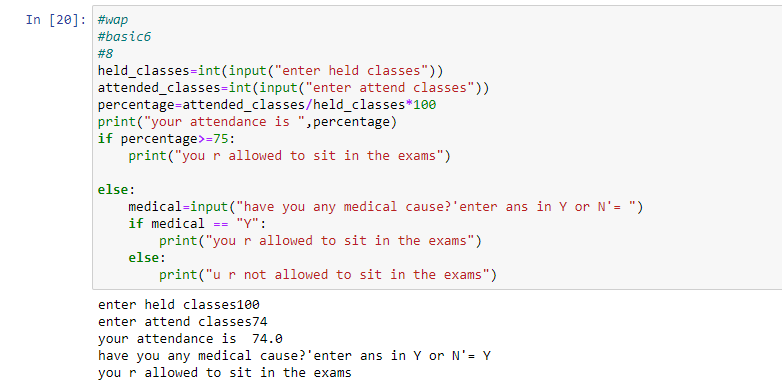 In [20]: #wap
#basic6
#8
held_classes=int(input("enter held classes"))
attended_classes=int(input("enter attend classes"))
percentage=attended_classes/held_classes*100
print("your attendance is ",percentage)
if percentage>=75:
    print("you r allowed to sit in the exams")
else:
    medical=input("have you any medical cause?'enter ans in Y or N'= ")
    if medical == "Y":
        print("you r allowed to sit in the exams")
    else:
        print("u r not allowed to sit in the exams")
enter held classes100
enter attend classes74
your attendance is  74.0
have you any medical cause?'enter ans in Y or N'= Y
you r allowed to sit in the exams